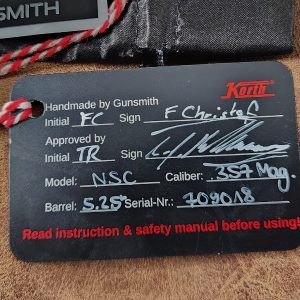 SMITH
Korth
Handmade by Gunsmith
Initial FC Sign F Christ
Approved by
Initial TR Sign
Model: NSC Caliber: .357 Mag.
Barrel: 5.25" Serial-Nr.: 709018
Read instruction & safety manual before using!